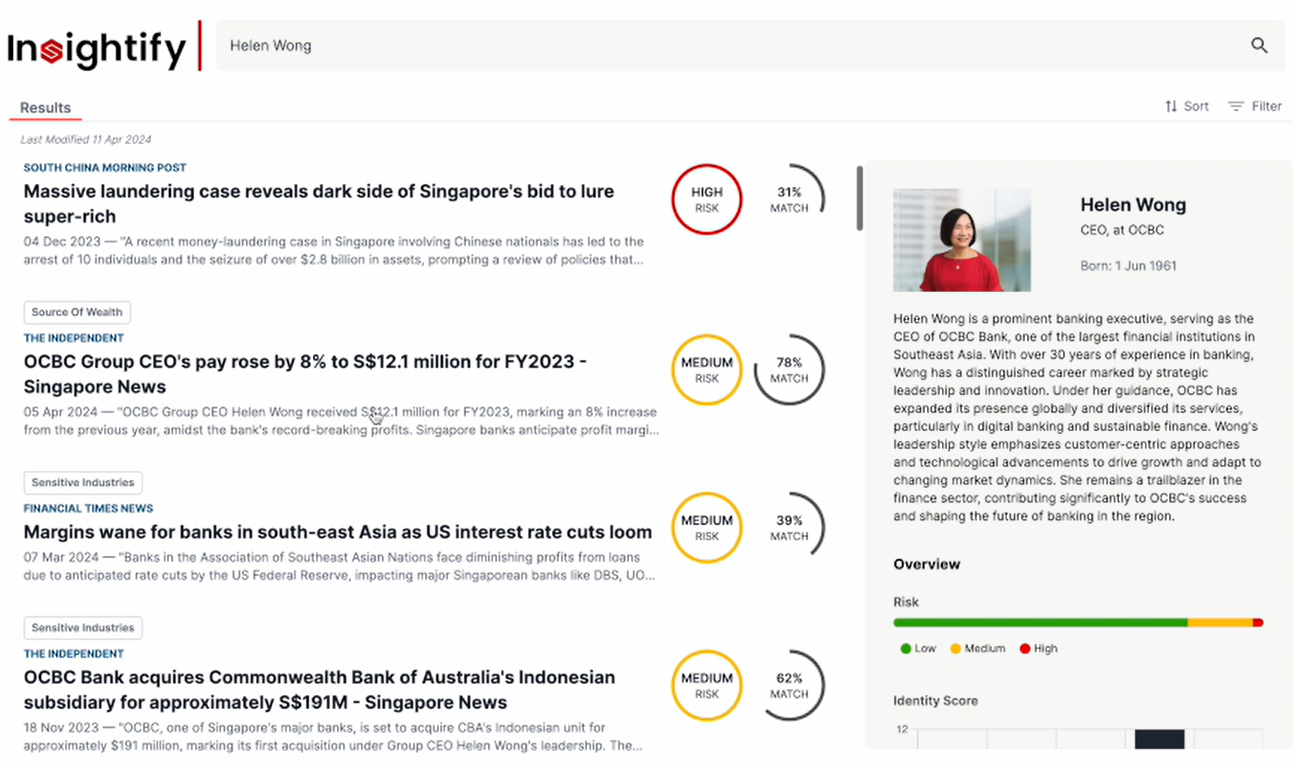 Insightify
Helen Wong
Results
Sort
Filter
Last Modified 11 Apr 2024
SOUTH CHINA MORNING POST
Massive laundering case reveals dark side of Singapore's bid to lure
super-rich
04 Dec 2023 — "A recent money-laundering case in Singapore involving Chinese nationals has led to the
arrest of 10 individuals and the seizure of over $2.8 billion in assets, prompting a review of policies that...
HIGH
RISK
31%
MATCH
Source Of Wealth
THE INDEPENDENT
OCBC Group CEO's pay rose by 8% to S$12.1 million for FY2023 -
Singapore News
05 Apr 2024 — "OCBC Group CEO Helen Wong received S$12.1 million for FY2023, marking an 8% increase
from the previous year, amidst the bank's record-breaking profits. Singapore banks anticipate profit margi...
MEDIUM
RISK
78%
MATCH
Sensitive Industries
FINANCIAL TIMES NEWS
Margins wane for banks in south-east Asia as US interest rate cuts loom
07 Mar 2024 — "Banks in the Association of Southeast Asian Nations face diminishing profits from loans
due to anticipated rate cuts by the US Federal Reserve, impacting major Singaporean banks like DBS, UO...
MEDIUM
RISK
39%
MATCH
Sensitive Industries
THE INDEPENDENT
OCBC Bank acquires Commonwealth Bank of Australia's Indonesian
subsidiary for approximately S$191M - Singapore News
18 Nov 2023 — "OCBC, one of Singapore's major banks, is set to acquire CBA's Indonesian unit for
approximately $191 million, marking its first acquisition under Group CEO Helen Wong's leadership. The...
MEDIUM
RISK
62%
MATCH
Helen Wong
CEO, at OCBC
Born: 1 Jun 1961
Helen Wong is a prominent banking executive, serving as the
CEO of OCBC Bank, one of the largest financial institutions in
Southeast Asia. With over 30 years of experience in banking,
Wong has a distinguished career marked by strategic
leadership and innovation. Under her guidance, OCBC has
expanded its presence globally and diversified its services,
particularly in digital banking and sustainable finance. Wong's
leadership style emphasizes customer-centric approaches
and technological advancements to drive growth and adapt to
changing market dynamics. She remains a trailblazer in the
finance sector, contributing significantly to OCBC's success
and shaping the future of banking in the region.
Overview
Risk
Low
Medium
High
Identity Score
12